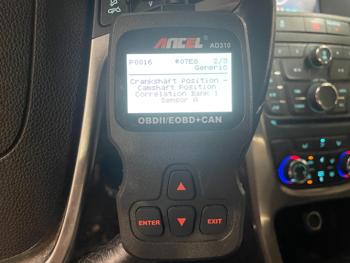 ANCEL
AD310
P0016 #07E8 2/3
Generic
Crankshaft Position -
Camshaft Position
Correlation Bank 1
Sensor A
OBDII/EOBD+CAN
ENTER
EXIT